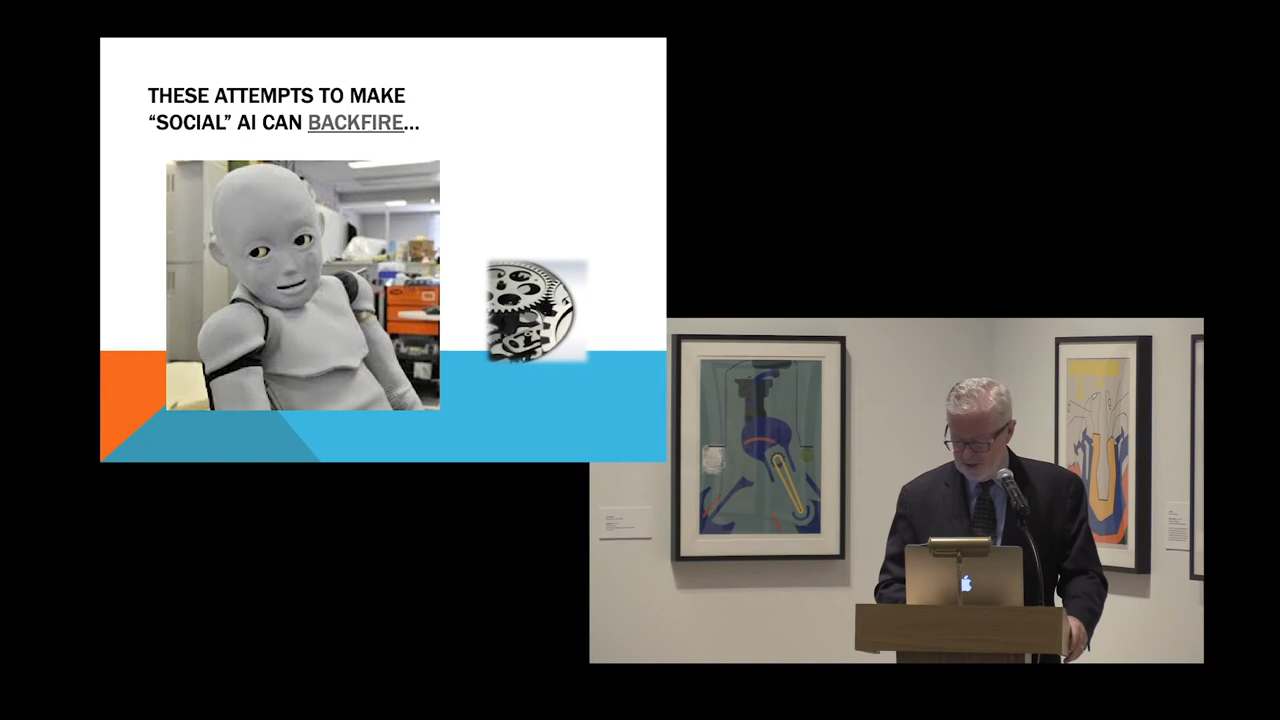 THESE ATTEMPTS TO MAKE
“SOCIAL” AI CAN BACKFIRE...